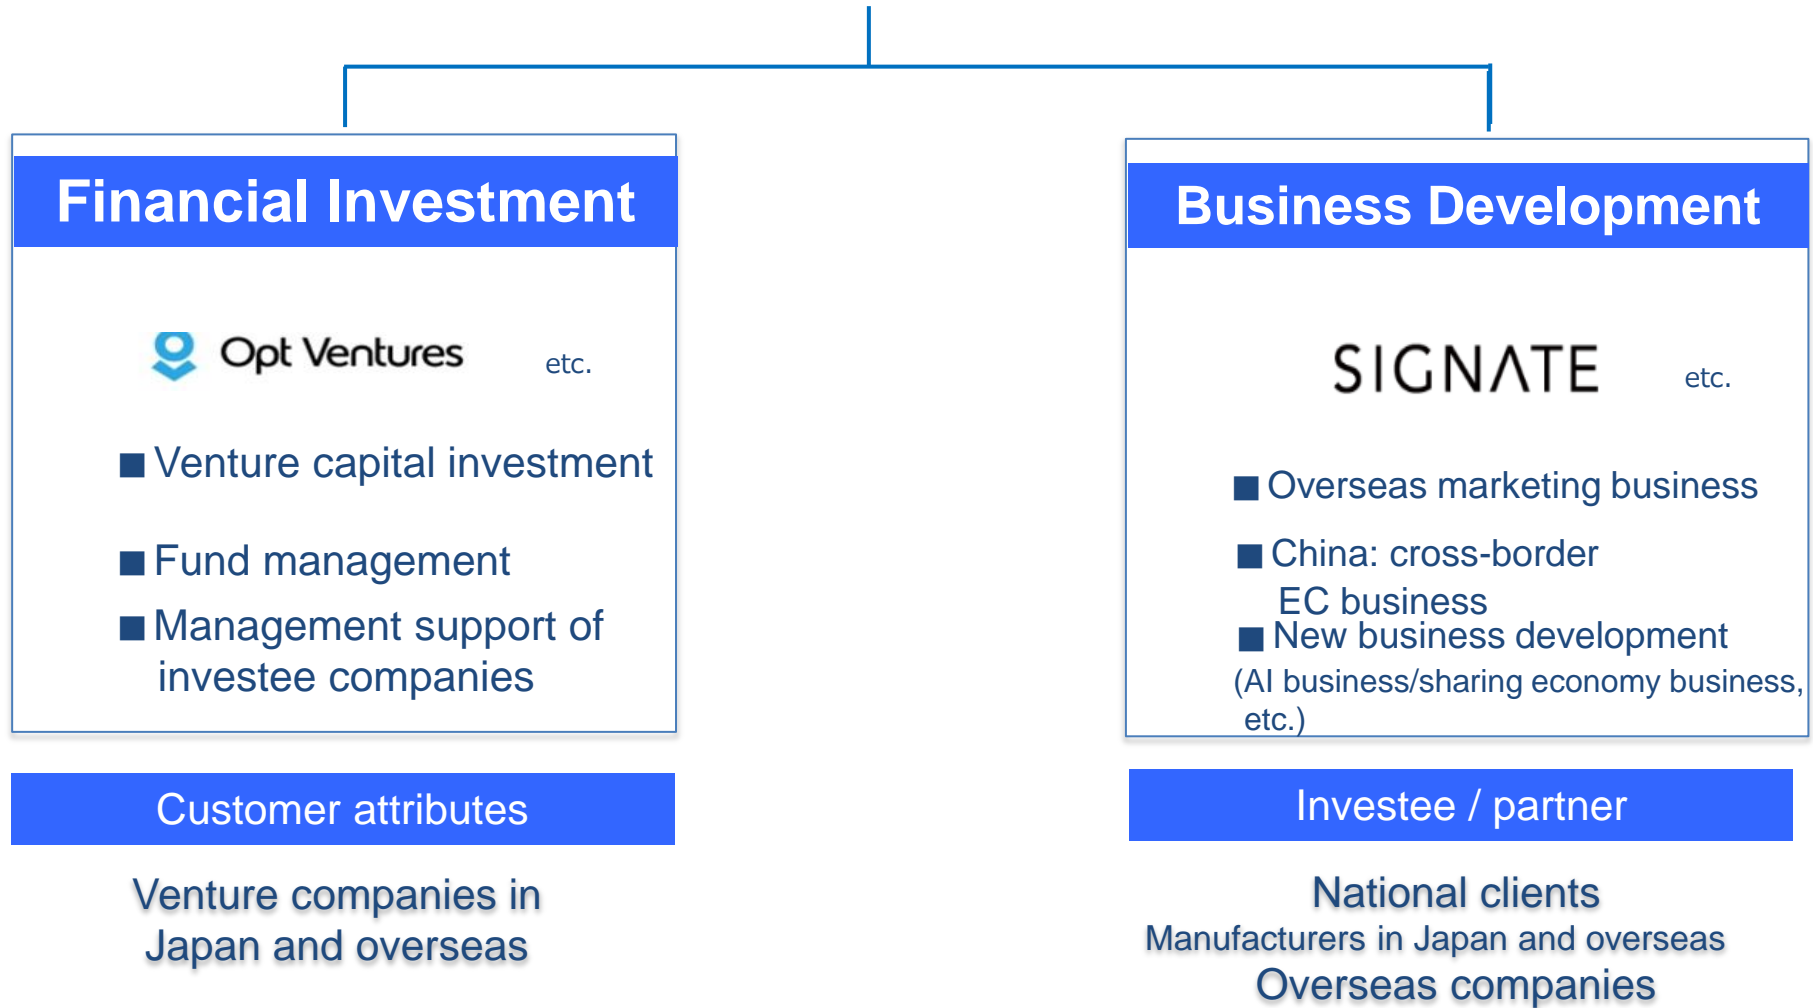 Financial Investment
Opt Ventures etc.
■ Venture capital investment
■ Fund management
■ Management support of
investee companies
Customer attributes
Venture companies in
Japan and overseas
Business Development
SIGNATE etc.
■ Overseas marketing business
■ China: cross-border
EC business
■ New business development
(AI business/sharing economy business,
etc.)
Investee / partner
National clients
Manufacturers in Japan and overseas
Overseas companies